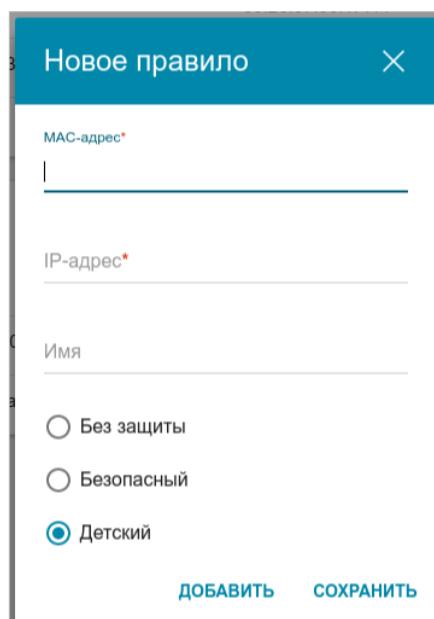 Новое правило
MAC-адрес*
IP-адрес*
Имя
Без защиты
Безопасный
Детский
ДОБАВИТЬ СОХРАНИТЬ